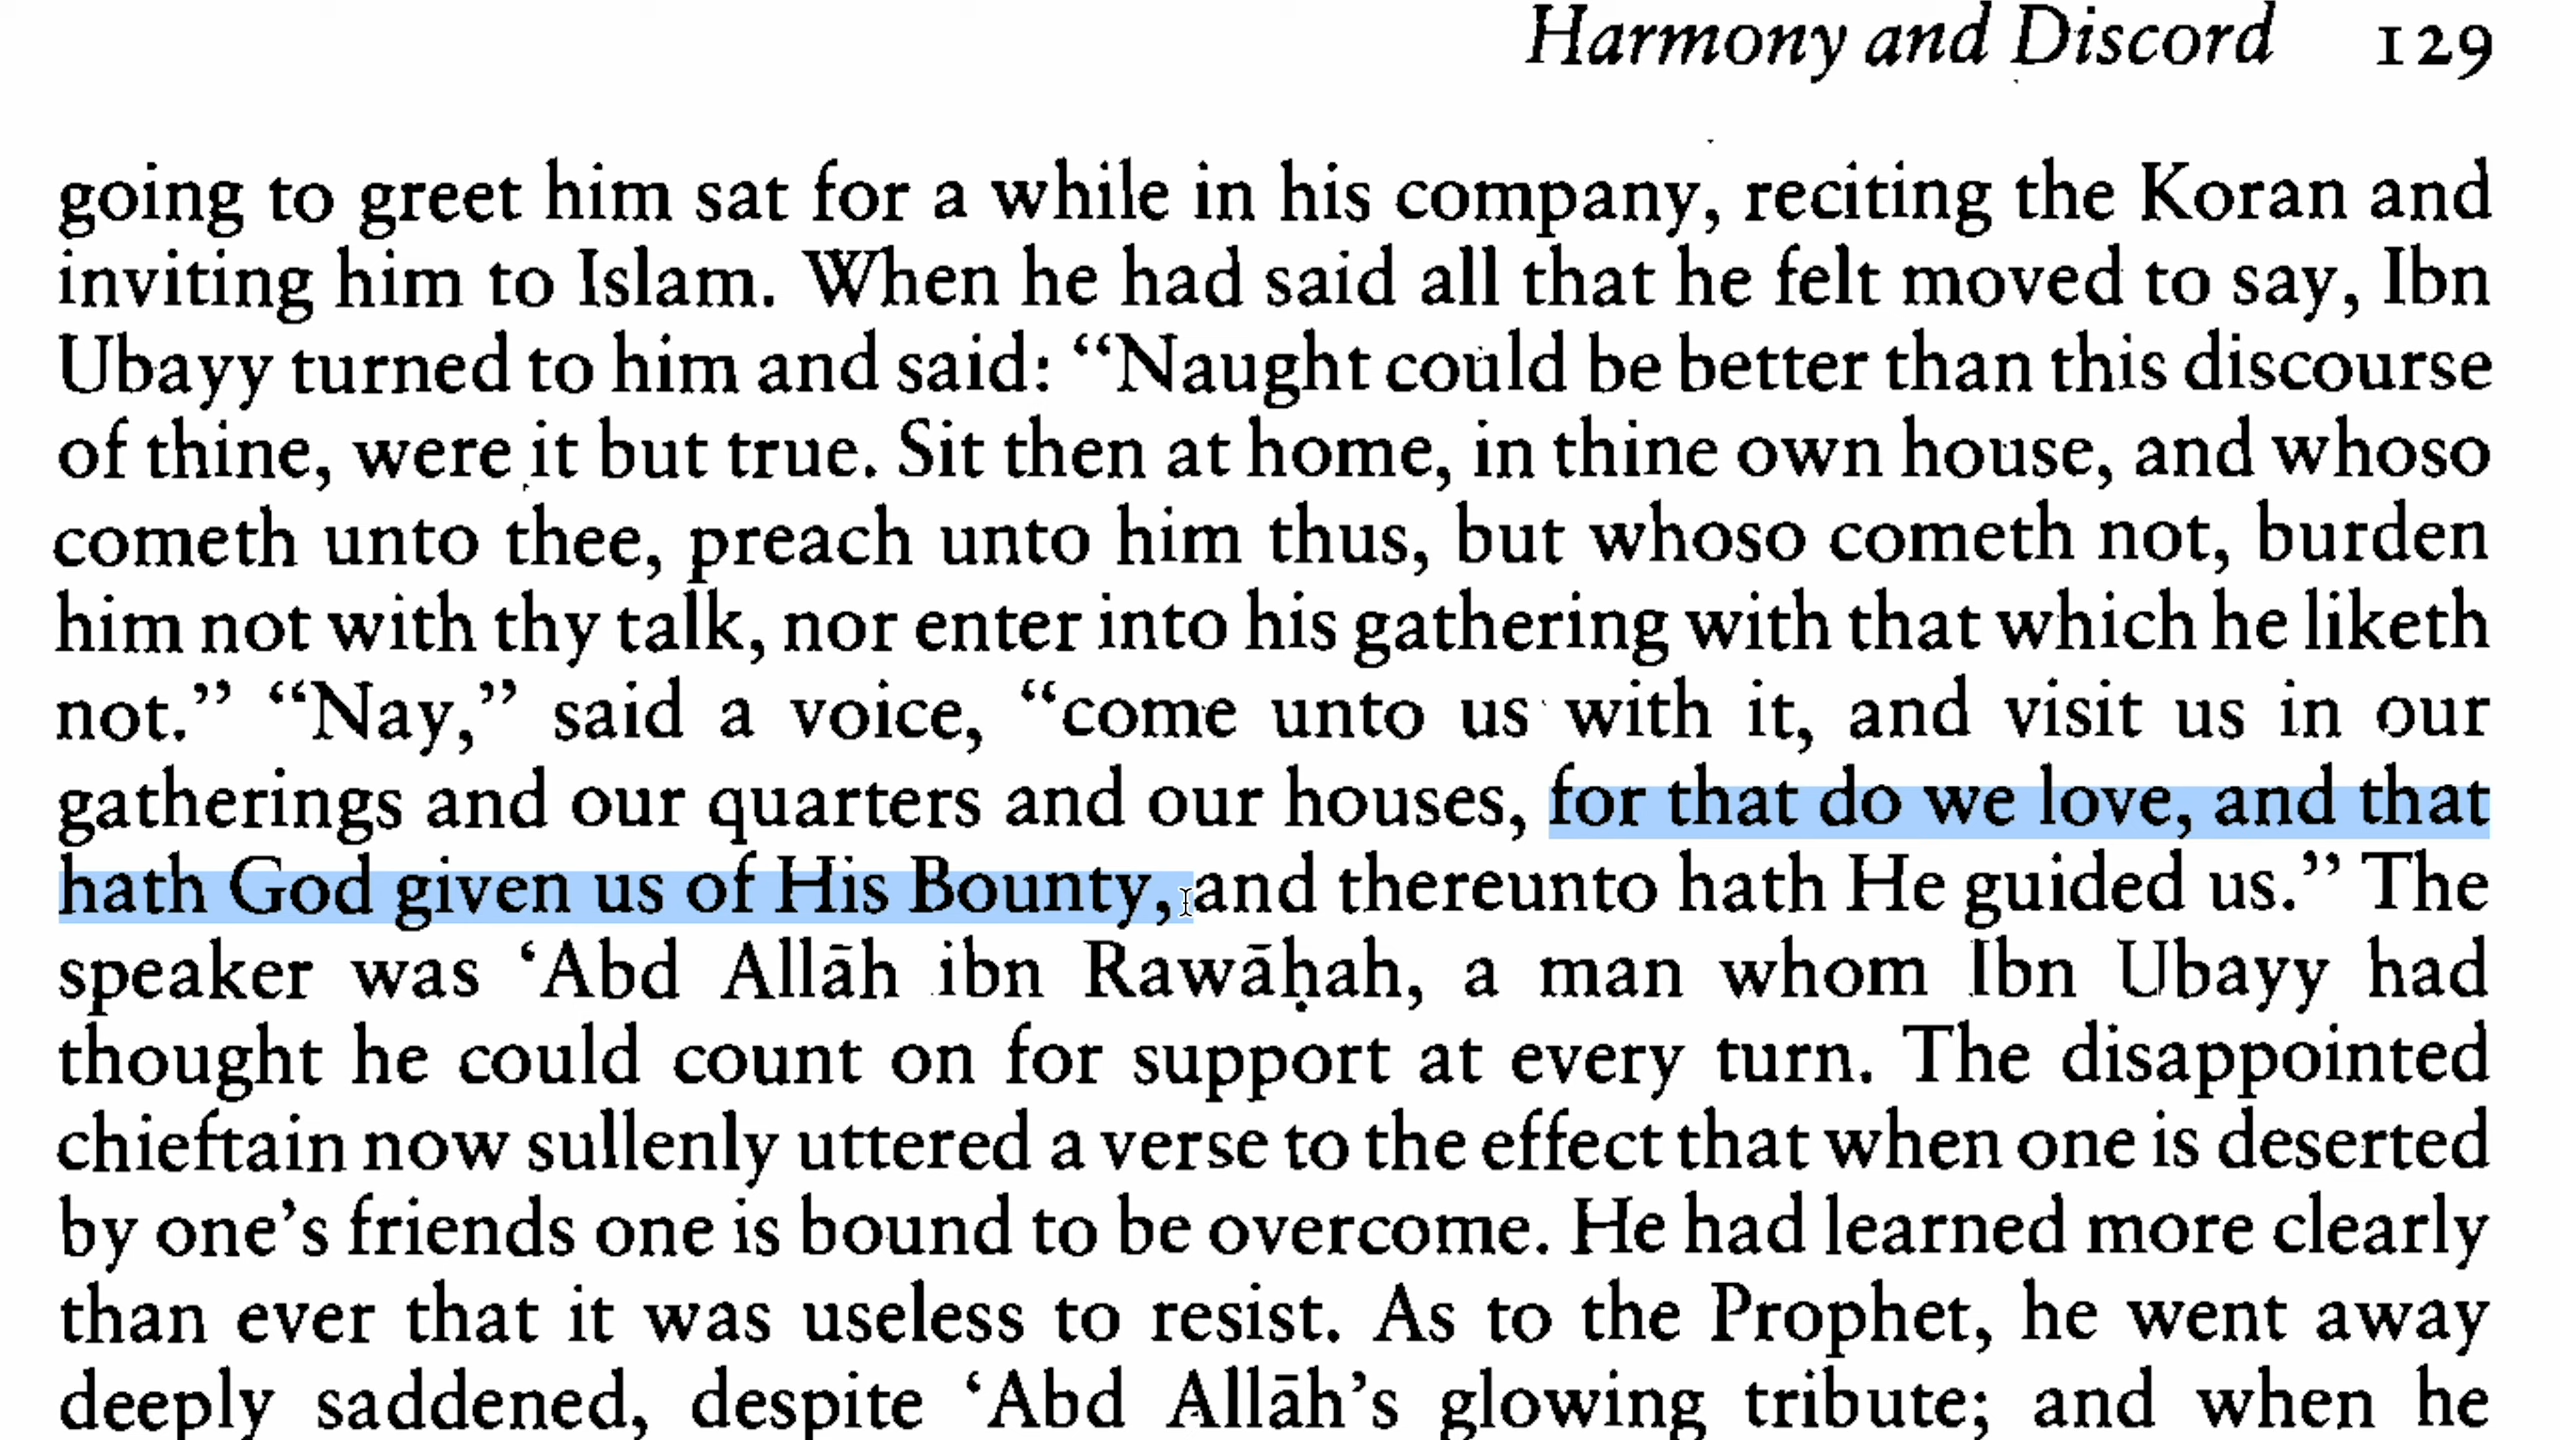 Harmony and Discord 129
going to greet him sat for a while in his company, reciting the Koran and
inviting him to Islam. When he had said all that he felt moved to say, Ibn
Ubayy turned to him and said: “Naught could be better than this discourse
of thine, were it but true. Sit then at home, in thine own house, and whoso
cometh unto thee, preach unto him thus, but whoso cometh not, burden
him not with thy talk, nor enter into his gathering with that which he liketh
not.” “Nay,” said a voice, “come unto us with it, and visit us in our
gatherings and our quarters and our houses, for that do we love, and that
hath God given us of His Bounty, and thereunto hath He guided us.” The
speaker was ‘Abd Allāh ibn Rawāḥah, a man whom Ibn Ubayy had
thought he could count on for support at every turn. The disappointed
chieftain now sullenly uttered a verse to the effect that when one is deserted
by one’s friends one is bound to be overcome. He had learned more clearly
than ever that it was useless to resist. As to the Prophet, he went away
deeply saddened, despite ‘Abd Allāh’s glowing tribute; and when he